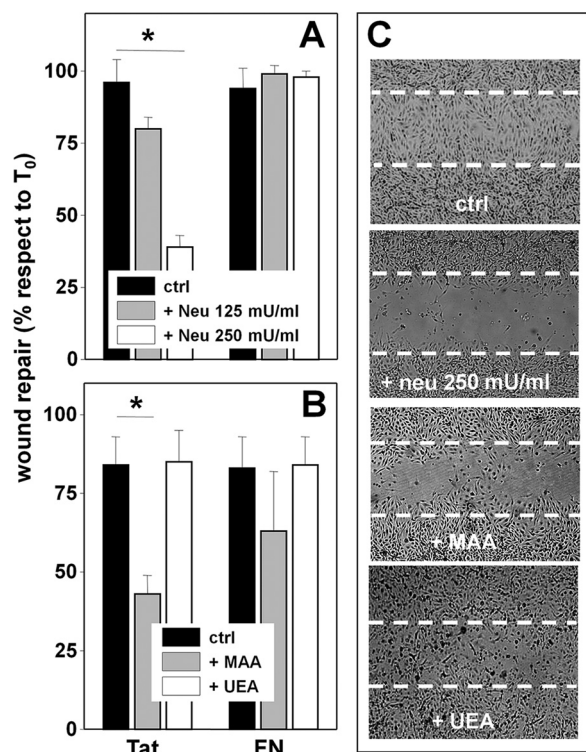 wound repair (% respect to T0)
*
A
100
75
50
25
0
ctrl
+ Neu 125 mU/ml
+ Neu 250 mU/ml
*
B
100
75
50
25
0
ctrl
+ MAA
+ UEA
Tat FN
C
ctrl
+ neu 250 mU/ml
+ MAA
+ UEA